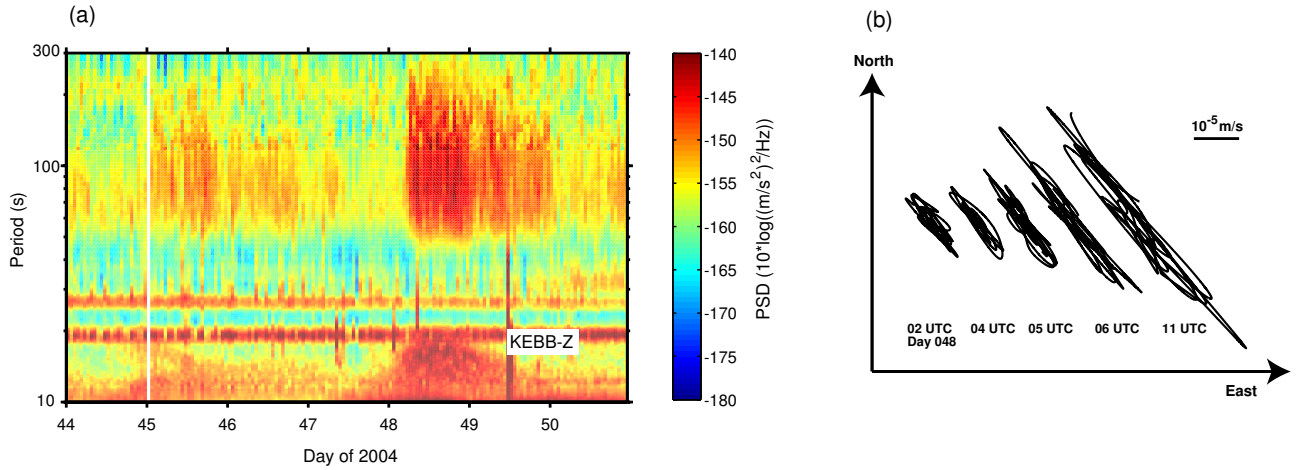 (a)
300
100
10
Period (s)
44 45 46 47 48 49 50
Day of 2004
KEBB-Z
-140
-145
-150
-155
-160
-165
-170
-175
-180
PSD (10*log((m/s²)²/Hz))
(b)
North
10⁻⁵m/s
02 UTC 04 UTC 05 UTC 06 UTC 11 UTC
Day 048
East